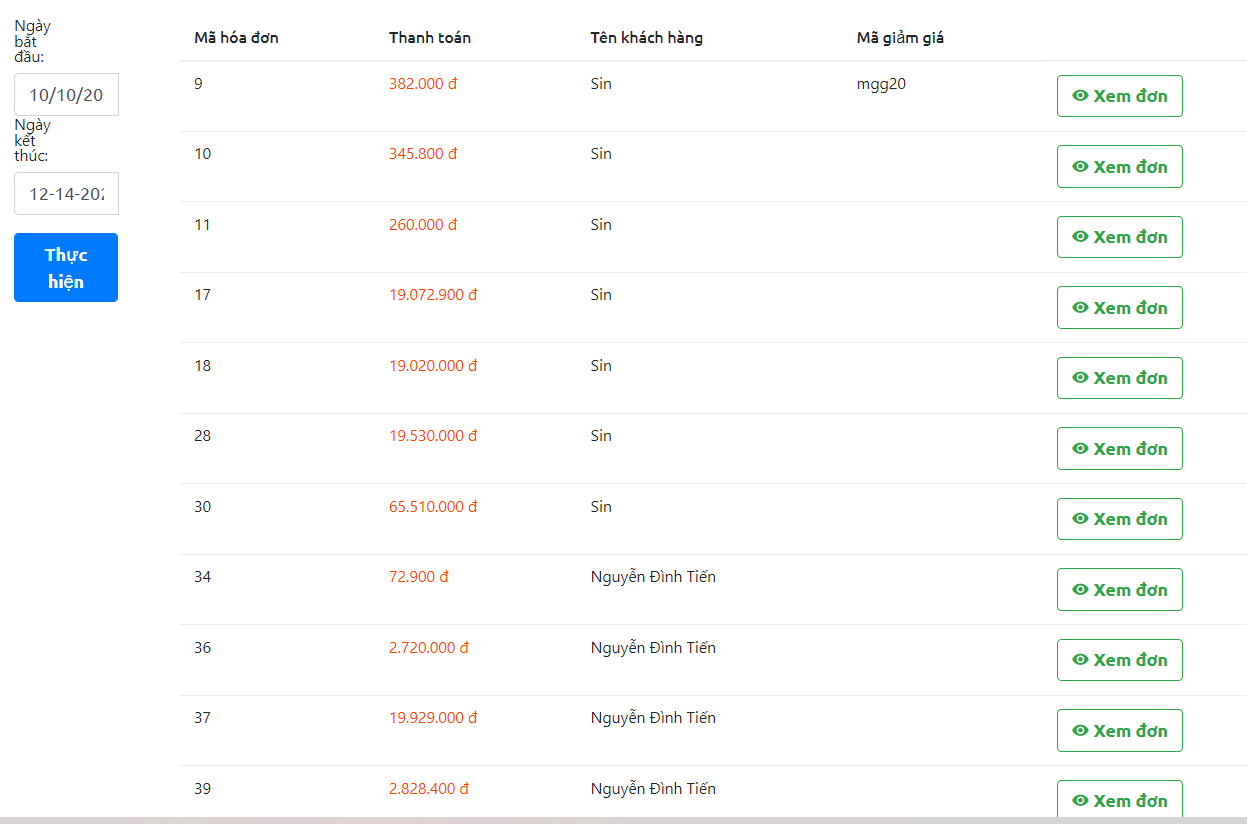 Ngày
bắt
đầu:
10/10/20
Ngày
kết
thúc:
12-14-202
Thực
hiện
Mã hóa đơn Thanh toán Tên khách hàng Mã giảm giá
9 382.000 đ Sin mgg20 Xem đơn
10 345.800 đ Sin Xem đơn
11 260.000 đ Sin Xem đơn
17 19.072.900 đ Sin Xem đơn
18 19.020.000 đ Sin Xem đơn
28 19.530.000 đ Sin Xem đơn
30 65.510.000 đ Sin Xem đơn
34 72.900 đ Nguyễn Đình Tiến Xem đơn
36 2.720.000 đ Nguyễn Đình Tiến Xem đơn
37 19.929.000 đ Nguyễn Đình Tiến Xem đơn
39 2.828.400 đ Nguyễn Đình Tiến Xem đơn